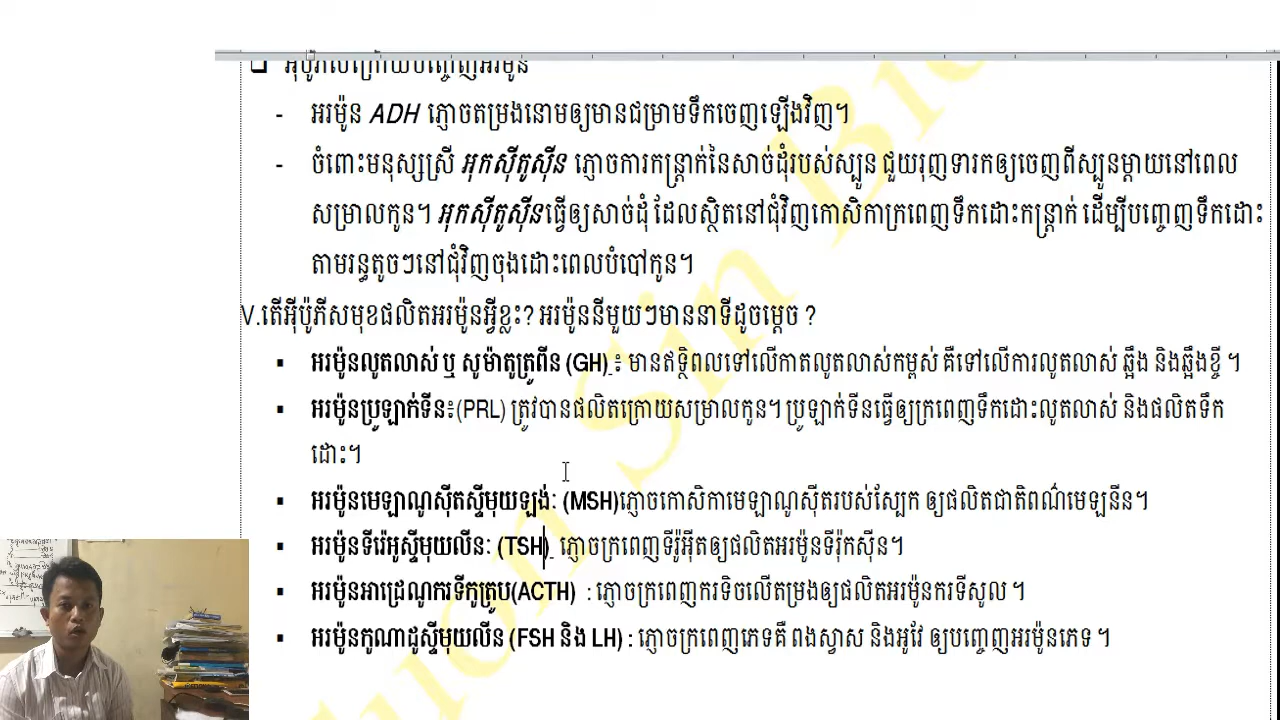 អ៊ីប៉ូភីសក្រោយបញ្ចេញអរម៉ូន
- អរម៉ូន ADH ភ្ញោចតម្រងនោមឲ្យមានជម្រាមទឹកចេញឡើងវិញ។
- ចំពោះមនុស្សស្រី អុកស៊ីតូស៊ីន ភ្ញោចការកន្ត្រាក់នៃសាច់ដុំរបស់ស្បូន ជួយរុញទារកឲ្យចេញពីស្បូនម្តាយនៅពេល
សម្រាលកូន។ អុកស៊ីតូស៊ីនធ្វើឲ្យសាច់ដុំ ដែលស្ថិតនៅជុំវិញកោសិកាក្រពេញទឹកដោះកន្ត្រាក់ ដើម្បីបញ្ចេញទឹកដោះ
តាមរន្ធតូចៗនៅជុំវិញចុងដោះពេលបំបៅកូន។
V.តើអ៊ីប៉ូភីសមុខផលិតអរម៉ូនអ្វីខ្លះ? អរម៉ូននីមួយៗមាននាទីដូចម្តេច ?
▪ អរម៉ូនលូតលាស់ ឬ សូម៉ាតូត្រូពីន (GH) ៖ មានឥទ្ធិពលទៅលើកាតលូតលាស់កម្ពស់ គឺទៅលើការលូតលាស់ ឆ្អឹង និងឆ្អឹងខ្ចី ។
▪ អរម៉ូនប្រូឡាក់ទីន៖(PRL) ត្រូវបានផលិតក្រោយសម្រាលកូន។ ប្រូឡាក់ទីនធ្វើឲ្យក្រពេញទឹកដោះលូតលាស់ និងផលិតទឹក
ដោះ។
▪ អរម៉ូនមេឡាណូស៊ីតស្ទីមុយឡង់: (MSH)ភ្ញោចកោសិកាមេឡាណូស៊ីតរបស់ស្បែក ឲ្យផលិតជាតិពណ៌មេឡនីន។
▪ អរម៉ូនទីរ៉េអូស្ទីមុយលីន: (TSH) ភ្ញោចក្រពេញទីរ៉ូអ៊ីតឲ្យផលិតអរម៉ូនទីរ៉ុកស៊ីន។
▪ អរម៉ូនអាដ្រេណូករទីកូត្រូប(ACTH) : ភ្ញោចក្រពេញករទិចលើតម្រងឲ្យផលិតអរម៉ូនករទីសូល ។
▪ អរម៉ូនកូណាដូស្ទីមុយលីន (FSH និង LH) : ភ្ញោចក្រពេញភេទគឺ ពងស្វាស និងអូវែ ឲ្យបញ្ចេញអរម៉ូនភេទ ។